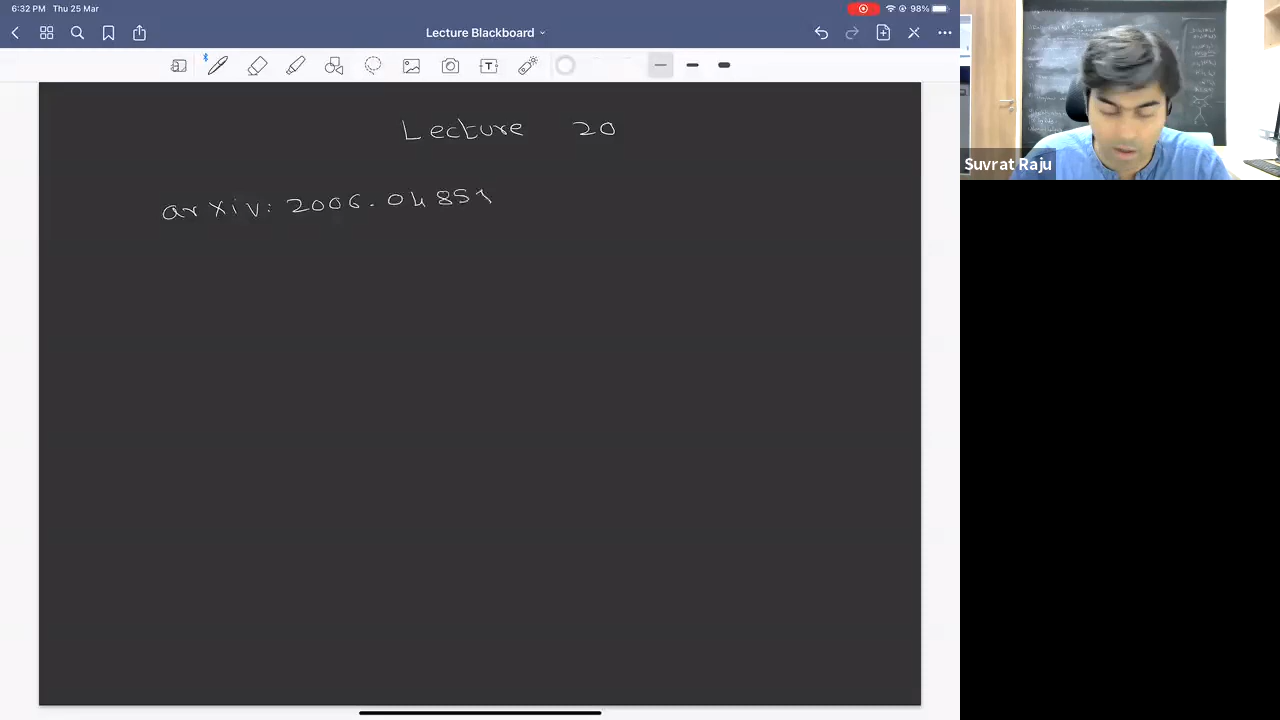 6:32 PM Thu 25 Mar
98%
Lecture Blackboard
T
Lecture 20
arxiv: 2006.04851
Suvrat Raju